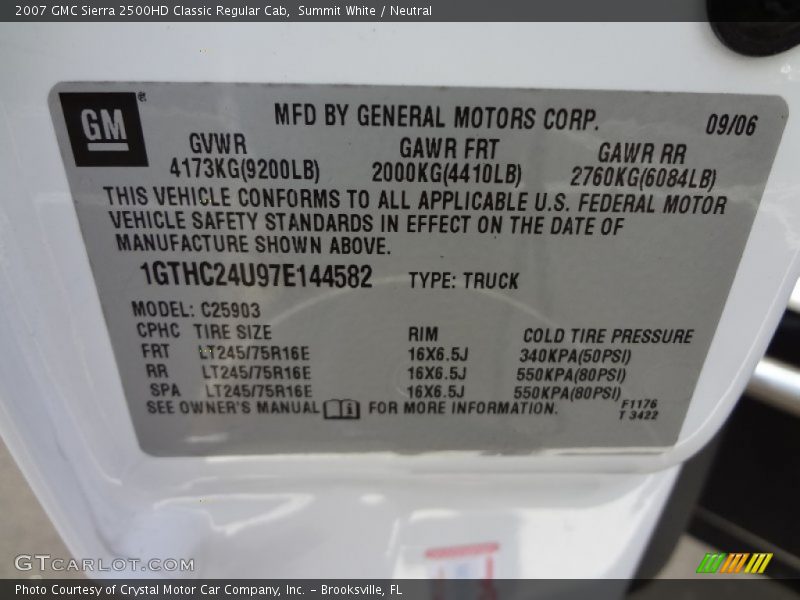 2007 GMC Sierra 2500HD Classic Regular Cab,  Summit White / Neutral
GM
®
MFD BY GENERAL MOTORS CORP.
09/06
GVWR GAWR FRT GAWR RR
4173KG(9200LB) 2000KG(4410LB) 2760KG(6084LB)
THIS VEHICLE CONFORMS TO ALL APPLICABLE U.S. FEDERAL MOTOR
VEHICLE SAFETY STANDARDS IN EFFECT ON THE DATE OF
MANUFACTURE SHOWN ABOVE.
1GTHC24U97E144582 TYPE: TRUCK
MODEL: C25903
CPHC TIRE SIZE RIM COLD TIRE PRESSURE
FRT LT245/75R16E 16X6.5J 340KPA(50PSI)
RR LT245/75R16E 16X6.5J 550KPA(80PSI)
SPA LT245/75R16E 16X6.5J 550KPA(80PSI)
SEE OWNER'S MANUAL i FOR MORE INFORMATION.
F1176
T 3422
GTCARLOT.COM
Photo Courtesy of Crystal Motor Car Company, Inc. – Brooksville, FL